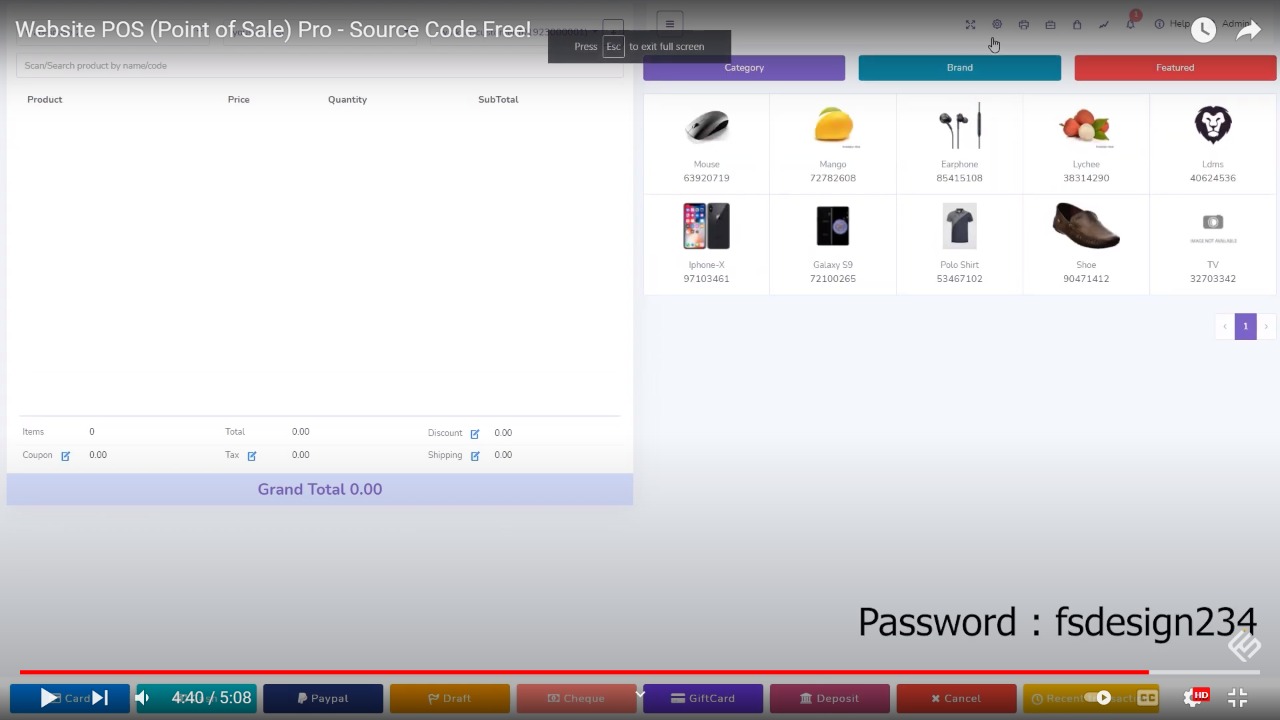 Website POS (Point of Sale) Pro - Source Code Free!
1
Help
Admin
Press Esc to exit full screen
Scan/Search product by name/code
Category Brand Featured
Product Price Quantity SubTotal
Mouse Mango Earphone Lychee Ldms
63920719 72782608 85415108 38314290 40624536
IMAGE NOT AVAILABLE
Iphone-X Galaxy S9 Polo Shirt Shoe TV
97103461 72100265 53467102 90471412 32703342
‹ 1 ›
Items 0 Total 0.00 Discount 0.00
Coupon 0.00 Tax 0.00 Shipping 0.00
Grand Total 0.00
Password : fsdesign234
Card Paypal Draft Cheque GiftCard Deposit Cancel Recent
4:40 / 5:08
CC HD